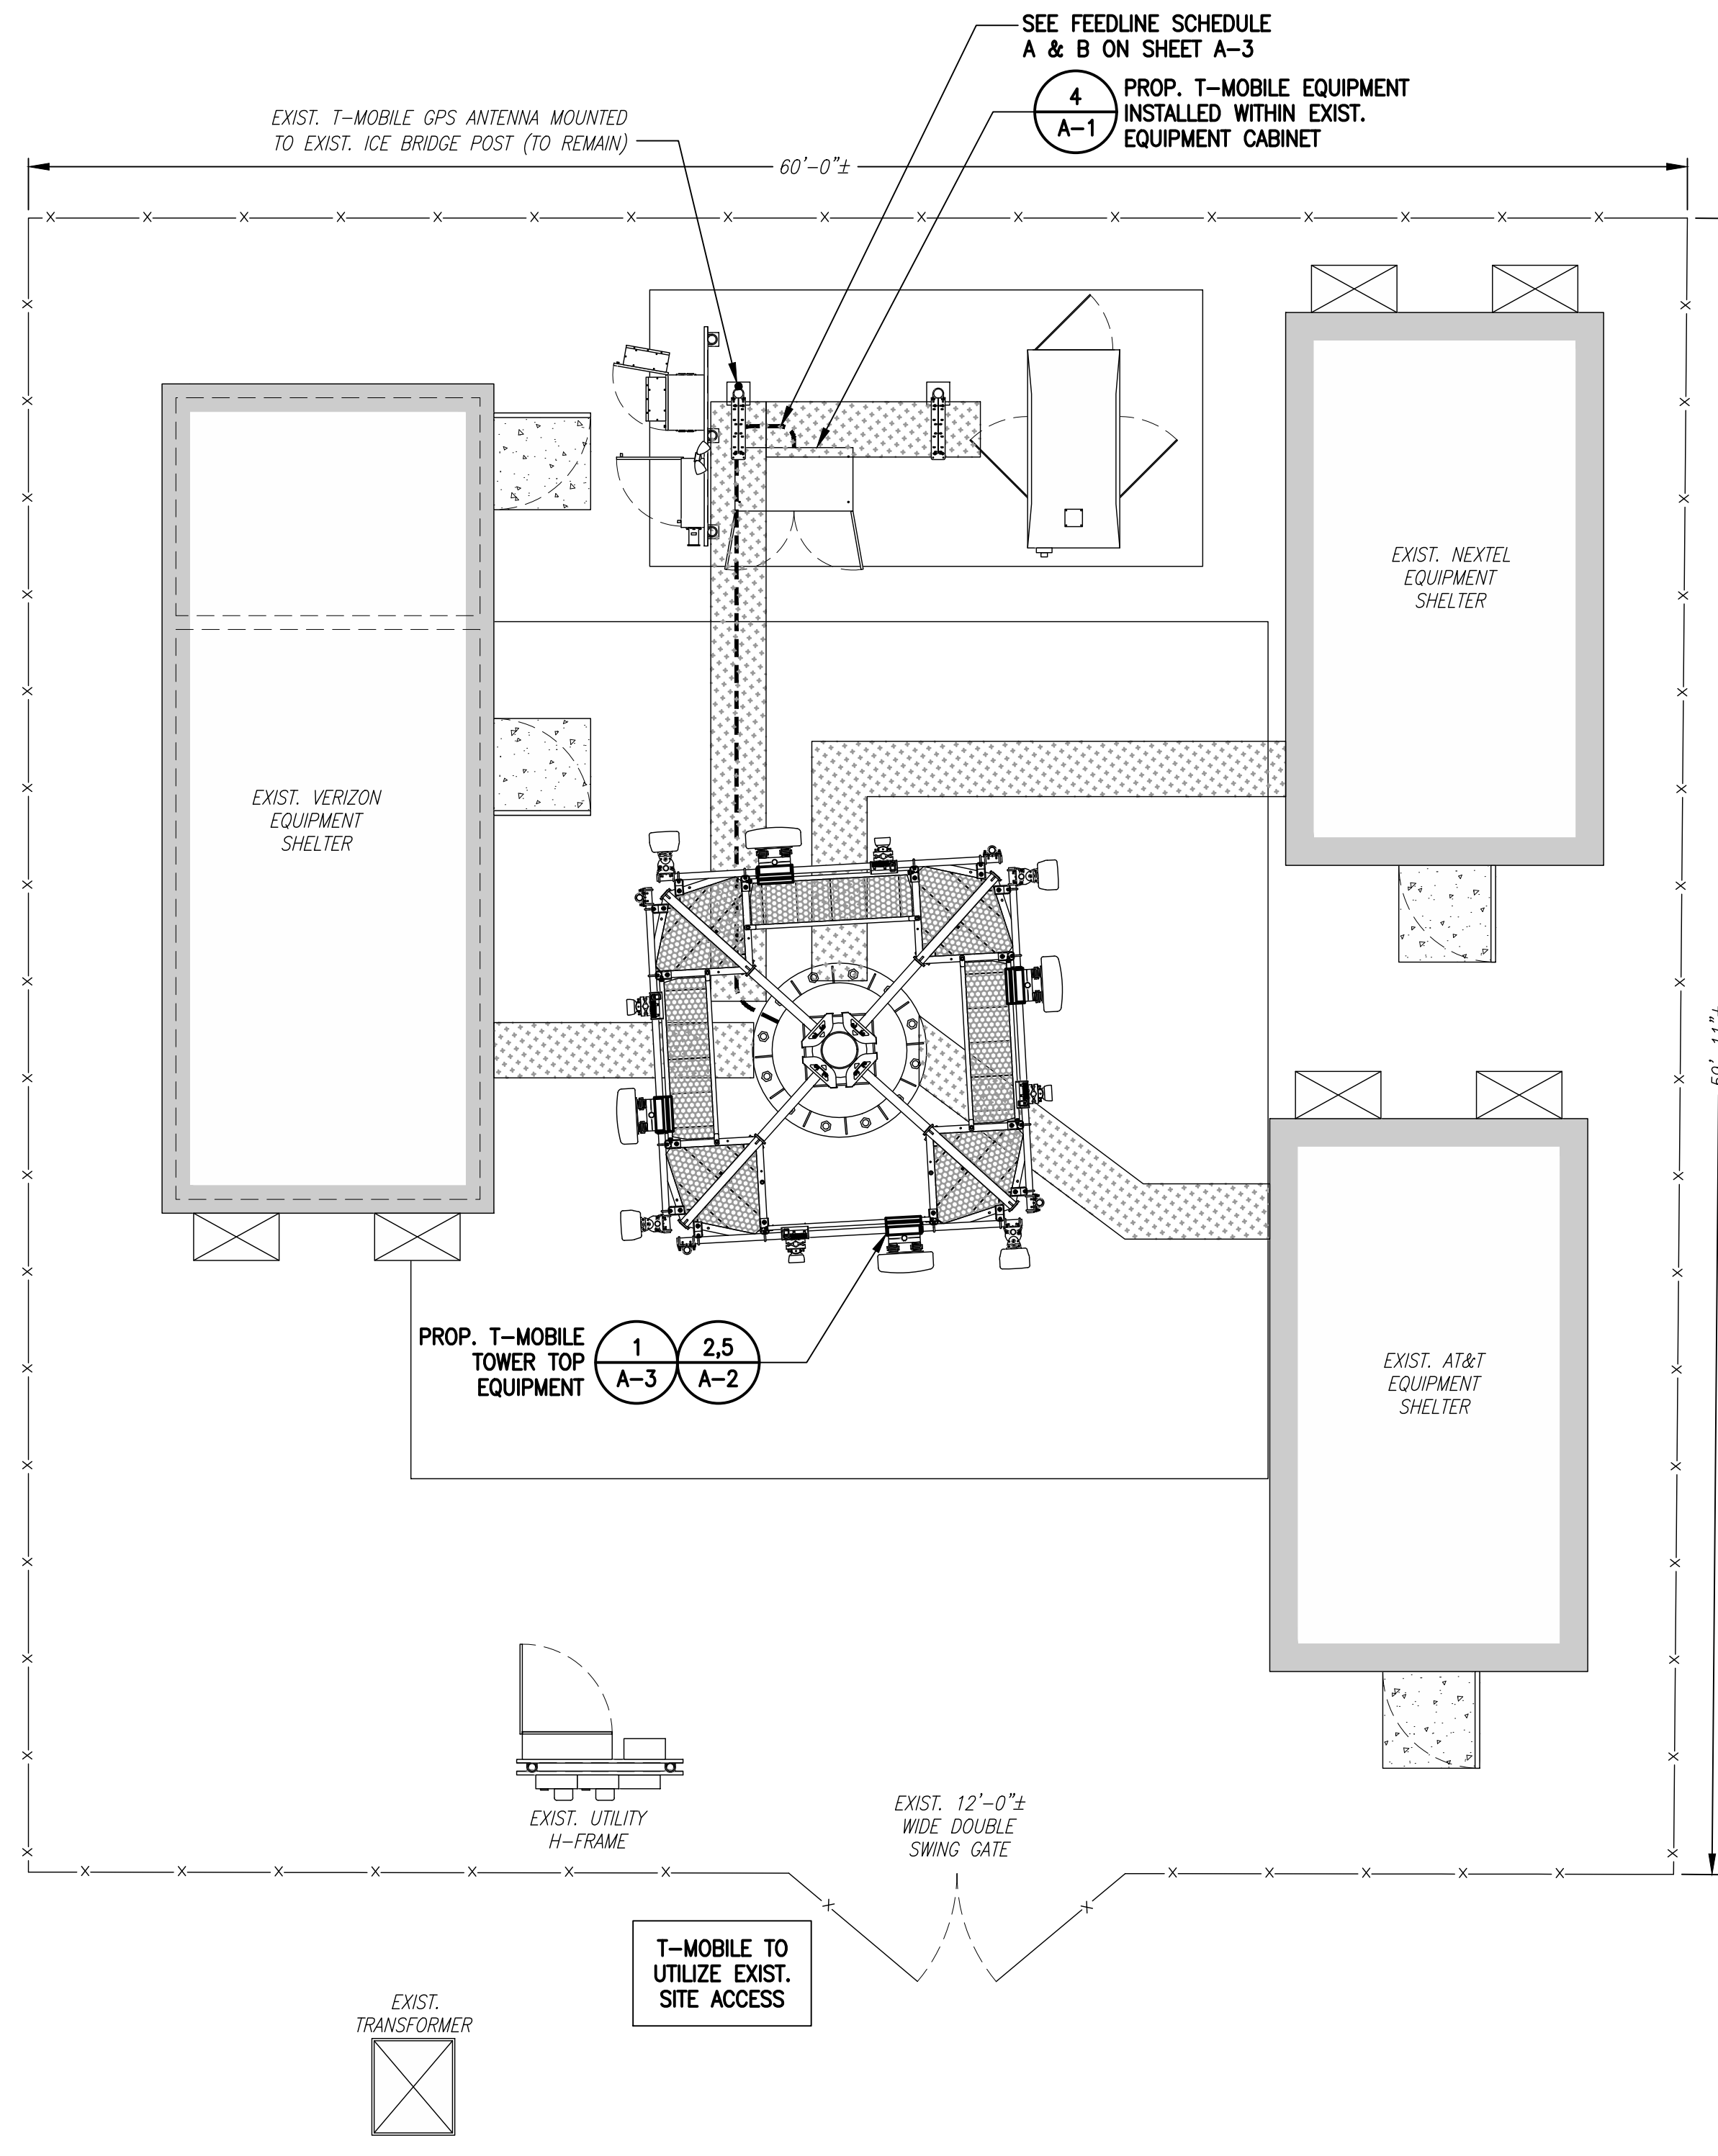 SEE FEEDLINE SCHEDULE
A & B ON SHEET A-3
4
A-1
PROP. T-MOBILE EQUIPMENT
INSTALLED WITHIN EXIST.
EQUIPMENT CABINET
EXIST. T-MOBILE GPS ANTENNA MOUNTED
TO EXIST. ICE BRIDGE POST (TO REMAIN)
60'-0"±
EXIST. NEXTEL
EQUIPMENT
SHELTER
EXIST. VERIZON
EQUIPMENT
SHELTER
PROP. T-MOBILE
TOWER TOP
EQUIPMENT
1
A-3
2,5
A-2
EXIST. AT&T
EQUIPMENT
SHELTER
EXIST. UTILITY
H-FRAME
EXIST. 12'-0"±
WIDE DOUBLE
SWING GATE
T-MOBILE TO
UTILIZE EXIST.
SITE ACCESS
EXIST.
TRANSFORMER